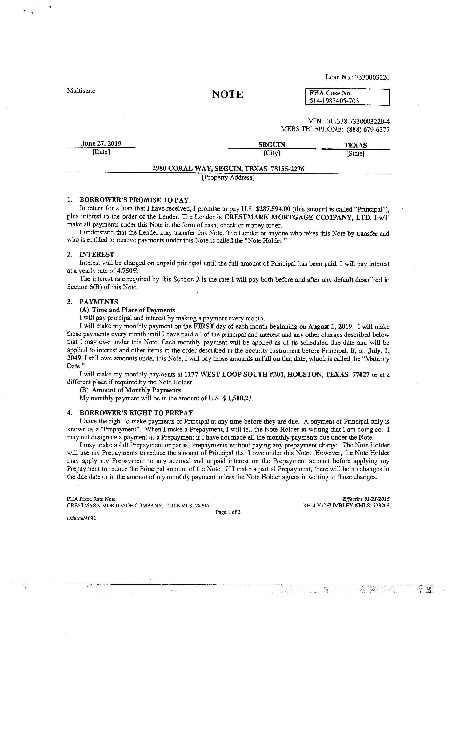 Loan No.: 7330003220
Multistate
NOTE
FHA Case No.
514-1987405-703
MERS TELEPHONE: (888) 679-6377
June 27, 2019 SEGUIN TEXAS
[Date] [City] [State]
2980 CORAL WAY, SEGUIN, TEXAS 78155-2276
[Property Address]
1. BORROWER'S PROMISE TO PAY
In return for a loan that I have received, I promise to pay U.S. $287,594.00 (this amount is called "Principal"),
plus interest to the order of the Lender. The Lender is CRESTMARK MORTGAGE COMPANY, LTD. I will
make all payments under this Note in the form of cash, check or money order.
I understand that the Lender may transfer this Note. The Lender or anyone who takes this Note by transfer and
who is entitled to receive payments under this Note is called the "Note Holder."
2. INTEREST
Interest will be charged on unpaid principal until the full amount of Principal has been paid. I will pay interest
at a yearly rate of
The interest rate required by this Section 2 is the rate I will pay both before and after any default described in
Section 6(B) of this Note.
3. PAYMENTS
(A) Time and Place of Payments
I will pay principal and interest by making a payment every month.
I will make my monthly payment on the FIRST day of each month beginning on August 1, 2019. I will make
these payments every month until I have paid all of the principal and interest and any other charges described below
that I may owe under this Note. Each monthly payment will be applied as of its scheduled due date and will be
applied to interest and other items in the order described in the Security Instrument before Principal. If, on July 1,
2049, I still owe amounts under this Note, I will pay those amounts in full on that date, which is called the "Maturity
Date."
I will make my monthly payments at 1177 WEST LOOP SOUTH #200, HOUSTON, TEXAS 77027 or at a
different place if required by the Note Holder.
(B) Amount of Monthly Payments
My monthly payment will be in the amount of U.S. $
4. BORROWER'S RIGHT TO PREPAY
I have the right to make payments of Principal at any time before they are due. A payment of Principal only is
known as a "Prepayment". When I make a Prepayment, I will tell the Note Holder in writing that I am doing so. I
may not designate a payment as a Prepayment if I have not made all the monthly payments due under the Note.
I may make a full Prepayment or partial Prepayments without paying any prepayment charge. The Note Holder
will use my Prepayments to reduce the amount of Principal that I owe under this Note. However, the Note Holder
may apply my Prepayment to any accrued and unpaid interest on the Prepayment amount before applying my
Prepayment to reduce the Principal amount of the Note. If I make a partial Prepayment, there will be no changes in
the due date or in the amount of my monthly payment unless the Note Holder agrees in writing to those changes.
FHA Fixed Rate Note
CRESTMARK MORTGAGE COMPANY, LTD.
Page 1 of 3